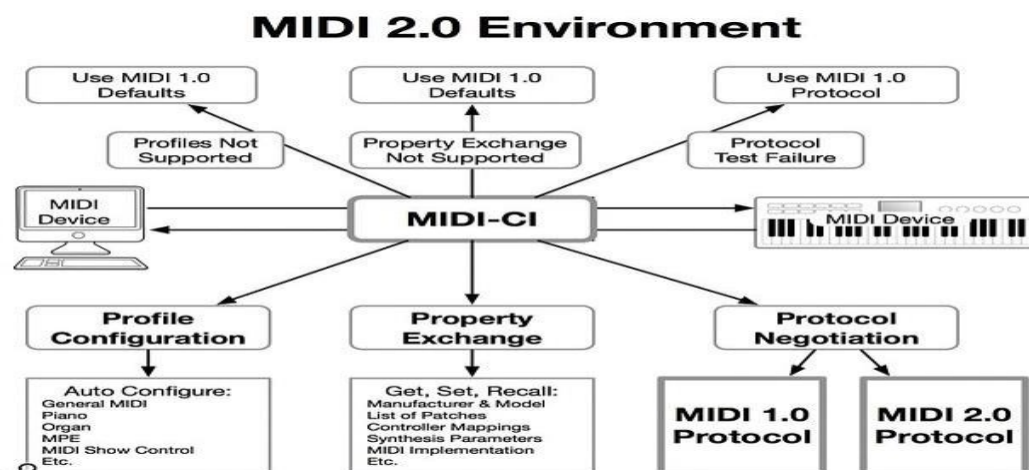 MIDI 2.0 Environment
Use MIDI 1.0
Defaults
Use MIDI 1.0
Defaults
Use MIDI 1.0
Protocol
Profiles Not
Supported
Property Exchange
Not Supported
Protocol
Test Failure
MIDI
Device
MIDI-CI
MIDI Device
Profile
Configuration
Property
Exchange
Protocol
Negotiation
Auto Configure:
General MIDI
Piano
Organ
MPE
MIDI Show Control
Etc.
Get, Set, Recall:
Manufacturer & Model
List of Patches
Controller Mappings
Synthesis Parameters
MIDI Implementation
Etc.
MIDI 1.0
Protocol
MIDI 2.0
Protocol